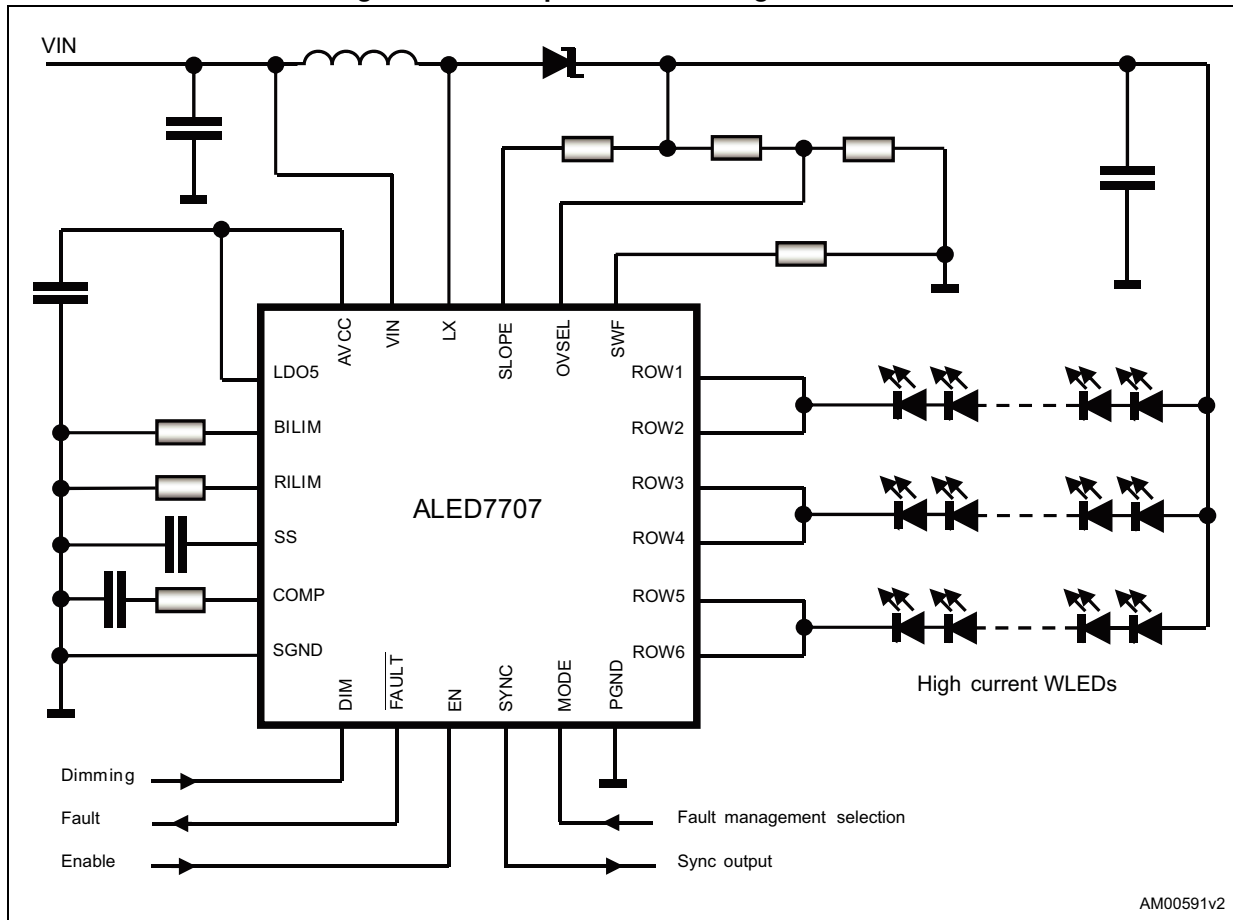 VIN
AVCC
VIN
LX
SLOPE
OVSEL
SWF
LDO5
BILIM
RILIM
SS
COMP
SGND
ALED7707
ROW1
ROW2
ROW3
ROW4
ROW5
ROW6
DIM
FAULT
EN
SYNC
MODE
PGND
High current WLEDs
Dimming
Fault
Enable
Fault management selection
Sync output
AM00591v2